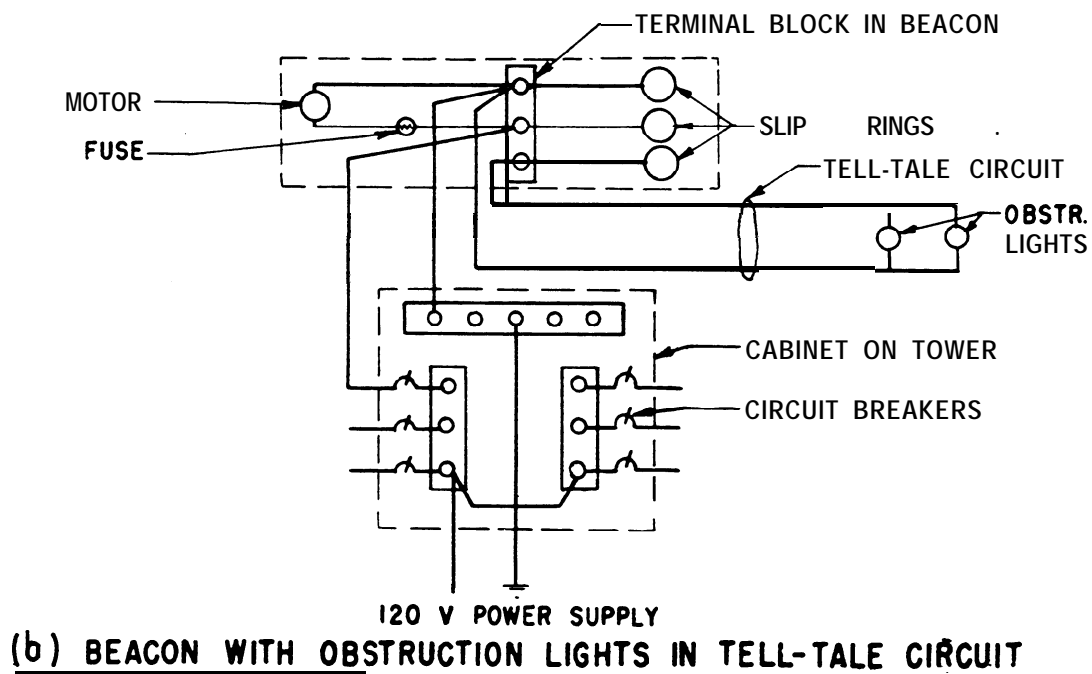 TERMINAL BLOCK IN BEACON
MOTOR
FUSE
SLIP RINGS
TELL-TALE CIRCUIT
OBSTR.
LIGHTS
CABINET ON TOWER
CIRCUIT BREAKERS
120 V POWER SUPPLY
(b) BEACON WITH OBSTRUCTION LIGHTS IN TELL-TALE CIRCUIT